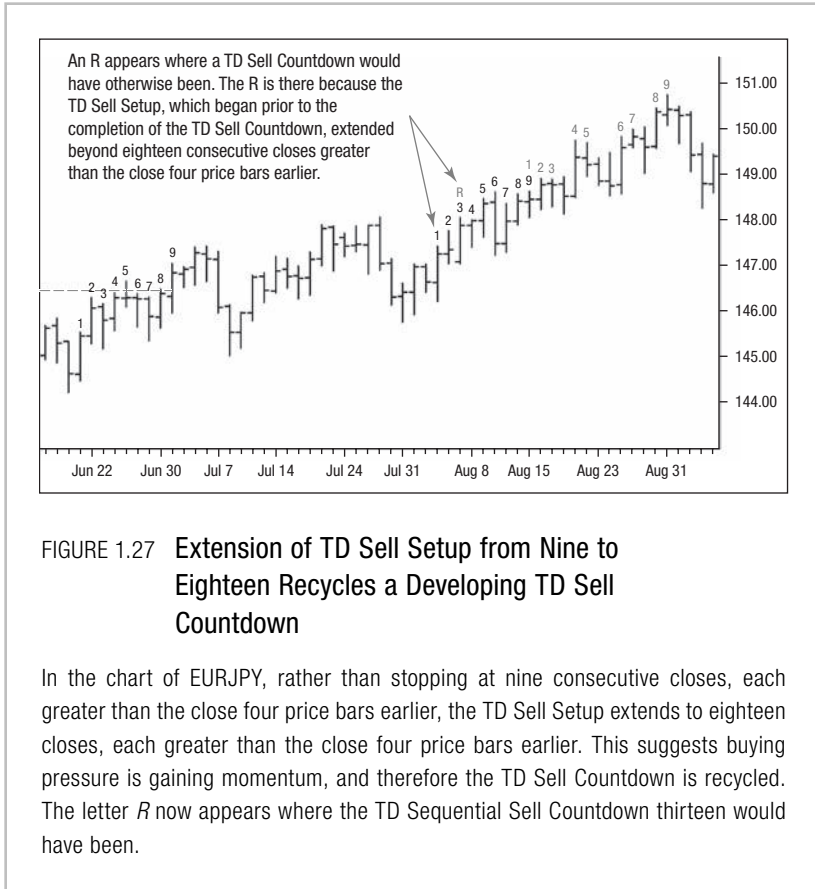 An R appears where a TD Sell Countdown would
have otherwise been. The R is there because the
TD Sell Setup, which began prior to the
completion of the TD Sell Countdown, extended
beyond eighteen consecutive closes greater
than the close four price bars earlier.
151.00
150.00
149.00
148.00
147.00
146.00
145.00
144.00
1 2 3 4 5 6 7 8 9
R
1 2 3 4 5 6 7 8 9
1 2 3 4 5 6 7 8 9
Jun 22 Jun 30 Jul 7 Jul 14 Jul 24 Jul 31 Aug 8 Aug 15 Aug 23 Aug 31
FIGURE 1.27 Extension of TD Sell Setup from Nine to
Eighteen Recycles a Developing TD Sell
Countdown
In the chart of EURJPY, rather than stopping at nine consecutive closes, each
greater than the close four price bars earlier, the TD Sell Setup extends to eighteen
closes, each greater than the close four price bars earlier. This suggests buying
pressure is gaining momentum, and therefore the TD Sell Countdown is recycled.
The letter R now appears where the TD Sequential Sell Countdown thirteen would
have been.